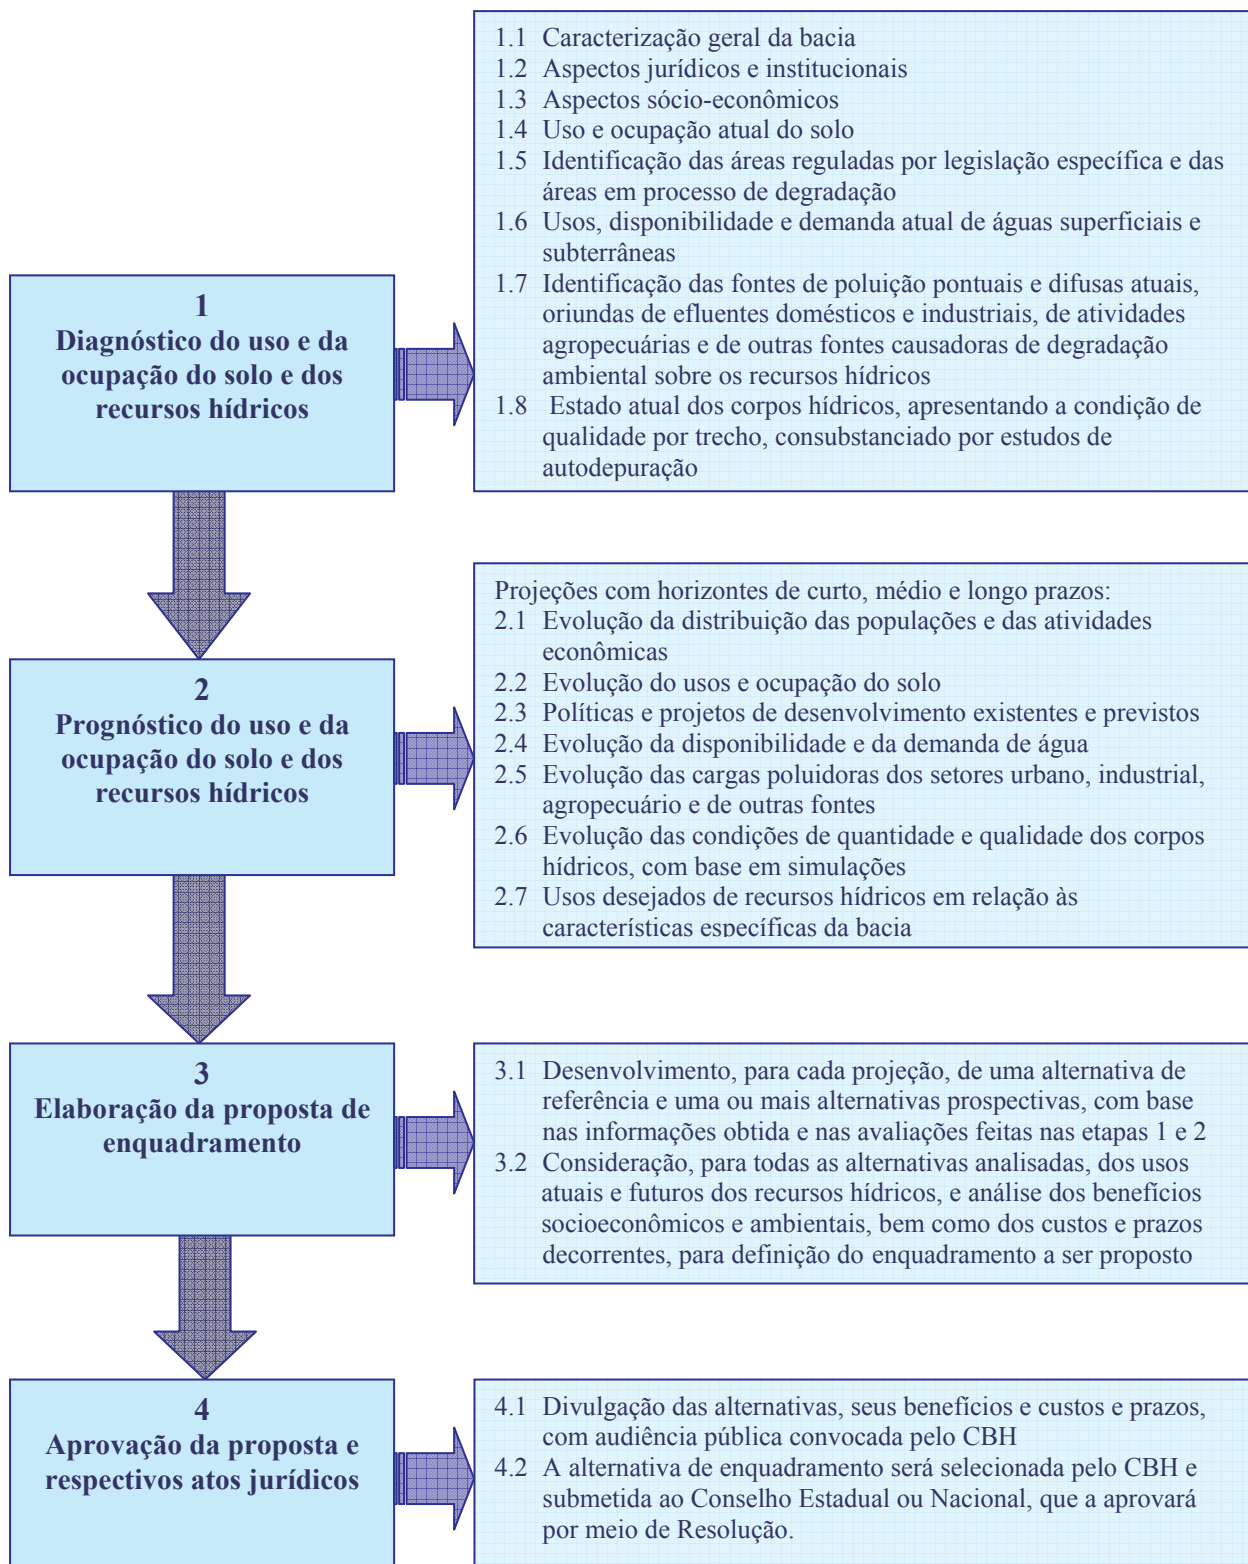 1
Diagnóstico do uso e da
ocupação do solo e dos
recursos hídricos
1.1 Caracterização geral da bacia
1.2 Aspectos jurídicos e institucionais
1.3 Aspectos sócio-econômicos
1.4 Uso e ocupação atual do solo
1.5 Identificação das áreas reguladas por legislação específica e das
áreas em processo de degradação
1.6 Usos, disponibilidade e demanda atual de águas superficiais e
subterrâneas
1.7 Identificação das fontes de poluição pontuais e difusas atuais,
oriundas de efluentes domésticos e industriais, de atividades
agropecuárias e de outras fontes causadoras de degradação
ambiental sobre os recursos hídricos
1.8 Estado atual dos corpos hídricos, apresentando a condição de
qualidade por trecho, consubstanciado por estudos de
autodepuração
2
Prognóstico do uso e da
ocupação do solo e dos
recursos hídricos
Projeções com horizontes de curto, médio e longo prazos:
2.1 Evolução da distribuição das populações e das atividades
econômicas
2.2 Evolução do usos e ocupação do solo
2.3 Políticas e projetos de desenvolvimento existentes e previstos
2.4 Evolução da disponibilidade e da demanda de água
2.5 Evolução das cargas poluidoras dos setores urbano, industrial,
agropecuário e de outras fontes
2.6 Evolução das condições de quantidade e qualidade dos corpos
hídricos, com base em simulações
2.7 Usos desejados de recursos hídricos em relação às
características específicas da bacia
3
Elaboração da proposta de
enquadramento
3.1 Desenvolvimento, para cada projeção, de uma alternativa de
referência e uma ou mais alternativas prospectivas, com base
nas informações obtida e nas avaliações feitas nas etapas 1 e 2
3.2 Consideração, para todas as alternativas analisadas, dos usos
atuais e futuros dos recursos hídricos, e análise dos benefícios
socioeconômicos e ambientais, bem como dos custos e prazos
decorrentes, para definição do enquadramento a ser proposto
4
Aprovação da proposta e
respectivos atos jurídicos
4.1 Divulgação das alternativas, seus benefícios e custos e prazos,
com audiência pública convocada pelo CBH
4.2 A alternativa de enquadramento será selecionada pelo CBH e
submetida ao Conselho Estadual ou Nacional, que a aprovará
por meio de Resolução.